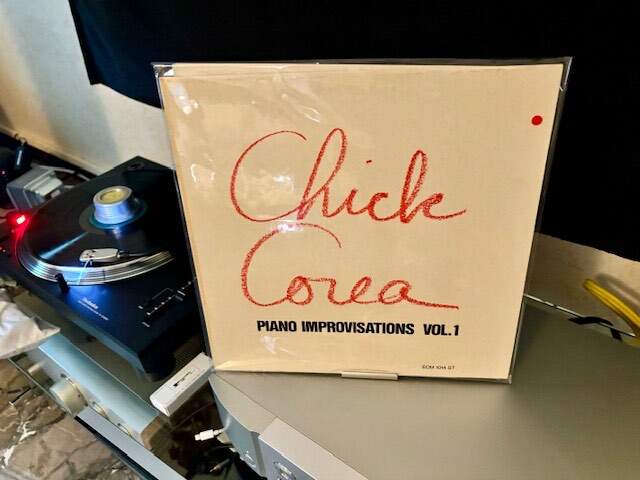 Chick
Corea
PIANO IMPROVISATIONS VOL.1
ECM 1014 ST